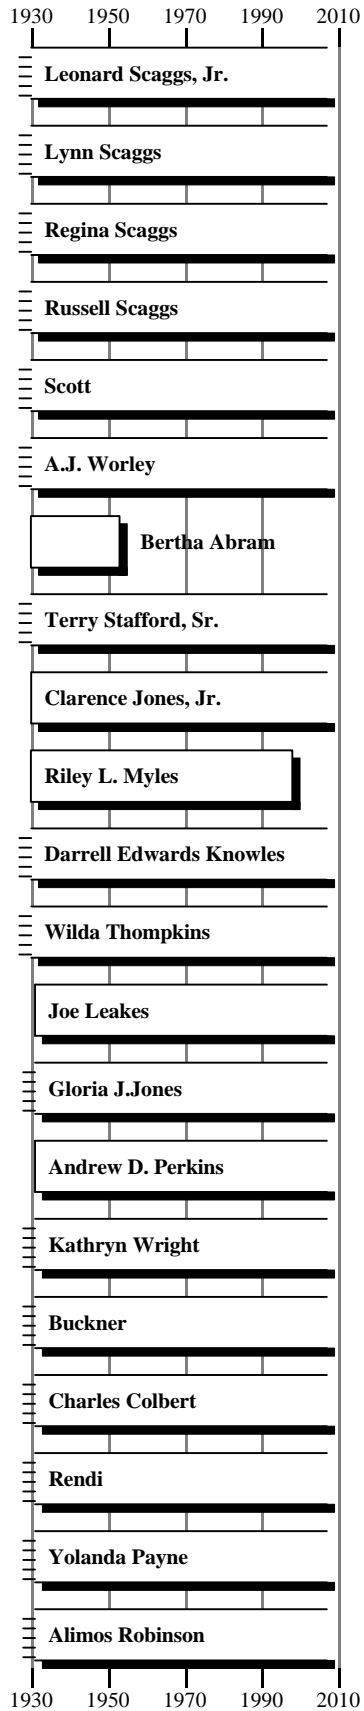 1930 1950 1970 1990 2010
Leonard Scaggs, Jr.
Lynn Scaggs
Regina Scaggs
Russell Scaggs
Scott
A.J. Worley
Bertha Abram
Terry Stafford, Sr.
Clarence Jones, Jr.
Riley L. Myles
Darrell Edwards Knowles
Wilda Thompkins
Joe Leakes
Gloria J.Jones
Andrew D. Perkins
Kathryn Wright
Buckner
Charles Colbert
Rendi
Yolanda Payne
Alimos Robinson
1930 1950 1970 1990 2010